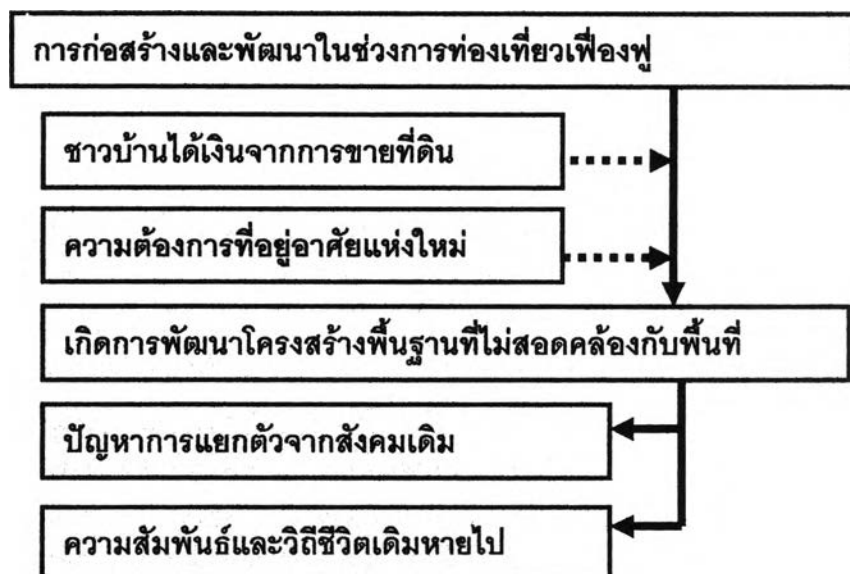 การก่อสร้างและพัฒนาในช่วงการท่องเที่ยวเฟื่องฟู
ชาวบ้านได้เงินจากการขายที่ดิน
ความต้องการที่อยู่อาศัยแห่งใหม่
เกิดการพัฒนาโครงสร้างพื้นฐานที่ไม่สอดคล้องกับพื้นที่
ปัญหาการแยกตัวจากสังคมเดิม
ความสัมพันธ์และวิถีชีวิตเดิมหายไป